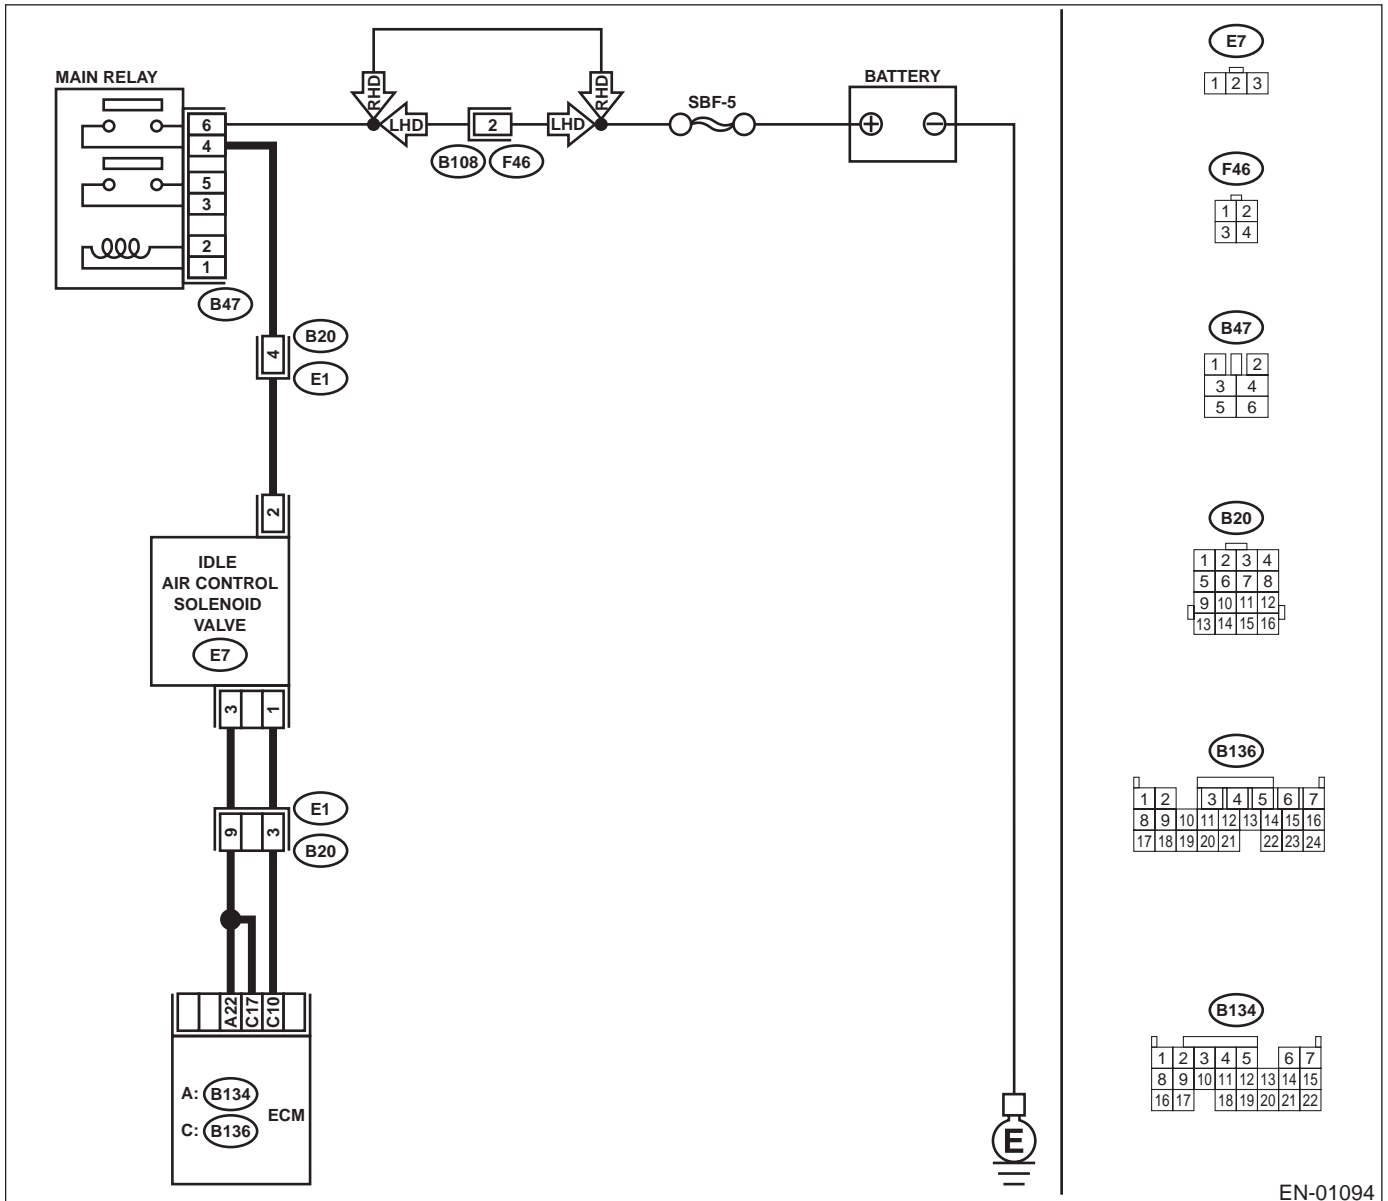 MAIN RELAY
6
4
5
3
2
1
B47
RHD
LHD
2
LHD
RHD
B108
F46
SBF-5
BATTERY
+
−
4
B20
E1
2
IDLE
AIR CONTROL
SOLENOID
VALVE
E7
3
1
9
3
E1
B20
A22
C17
C10
A: B134
C: B136
ECM
E
E7
1 2 3
F46
1 2
3 4
B47
1 2
3 4
5 6
B20
1 2 3 4
5 6 7 8
9 10 11 12
13 14 15 16
B136
1 2 3 4 5 6 7
8 9 10 11 12 13 14 15 16
17 18 19 20 21 22 23 24
B134
1 2 3 4 5 6 7
8 9 10 11 12 13 14 15
16 17 18 19 20 21 22
EN-01094